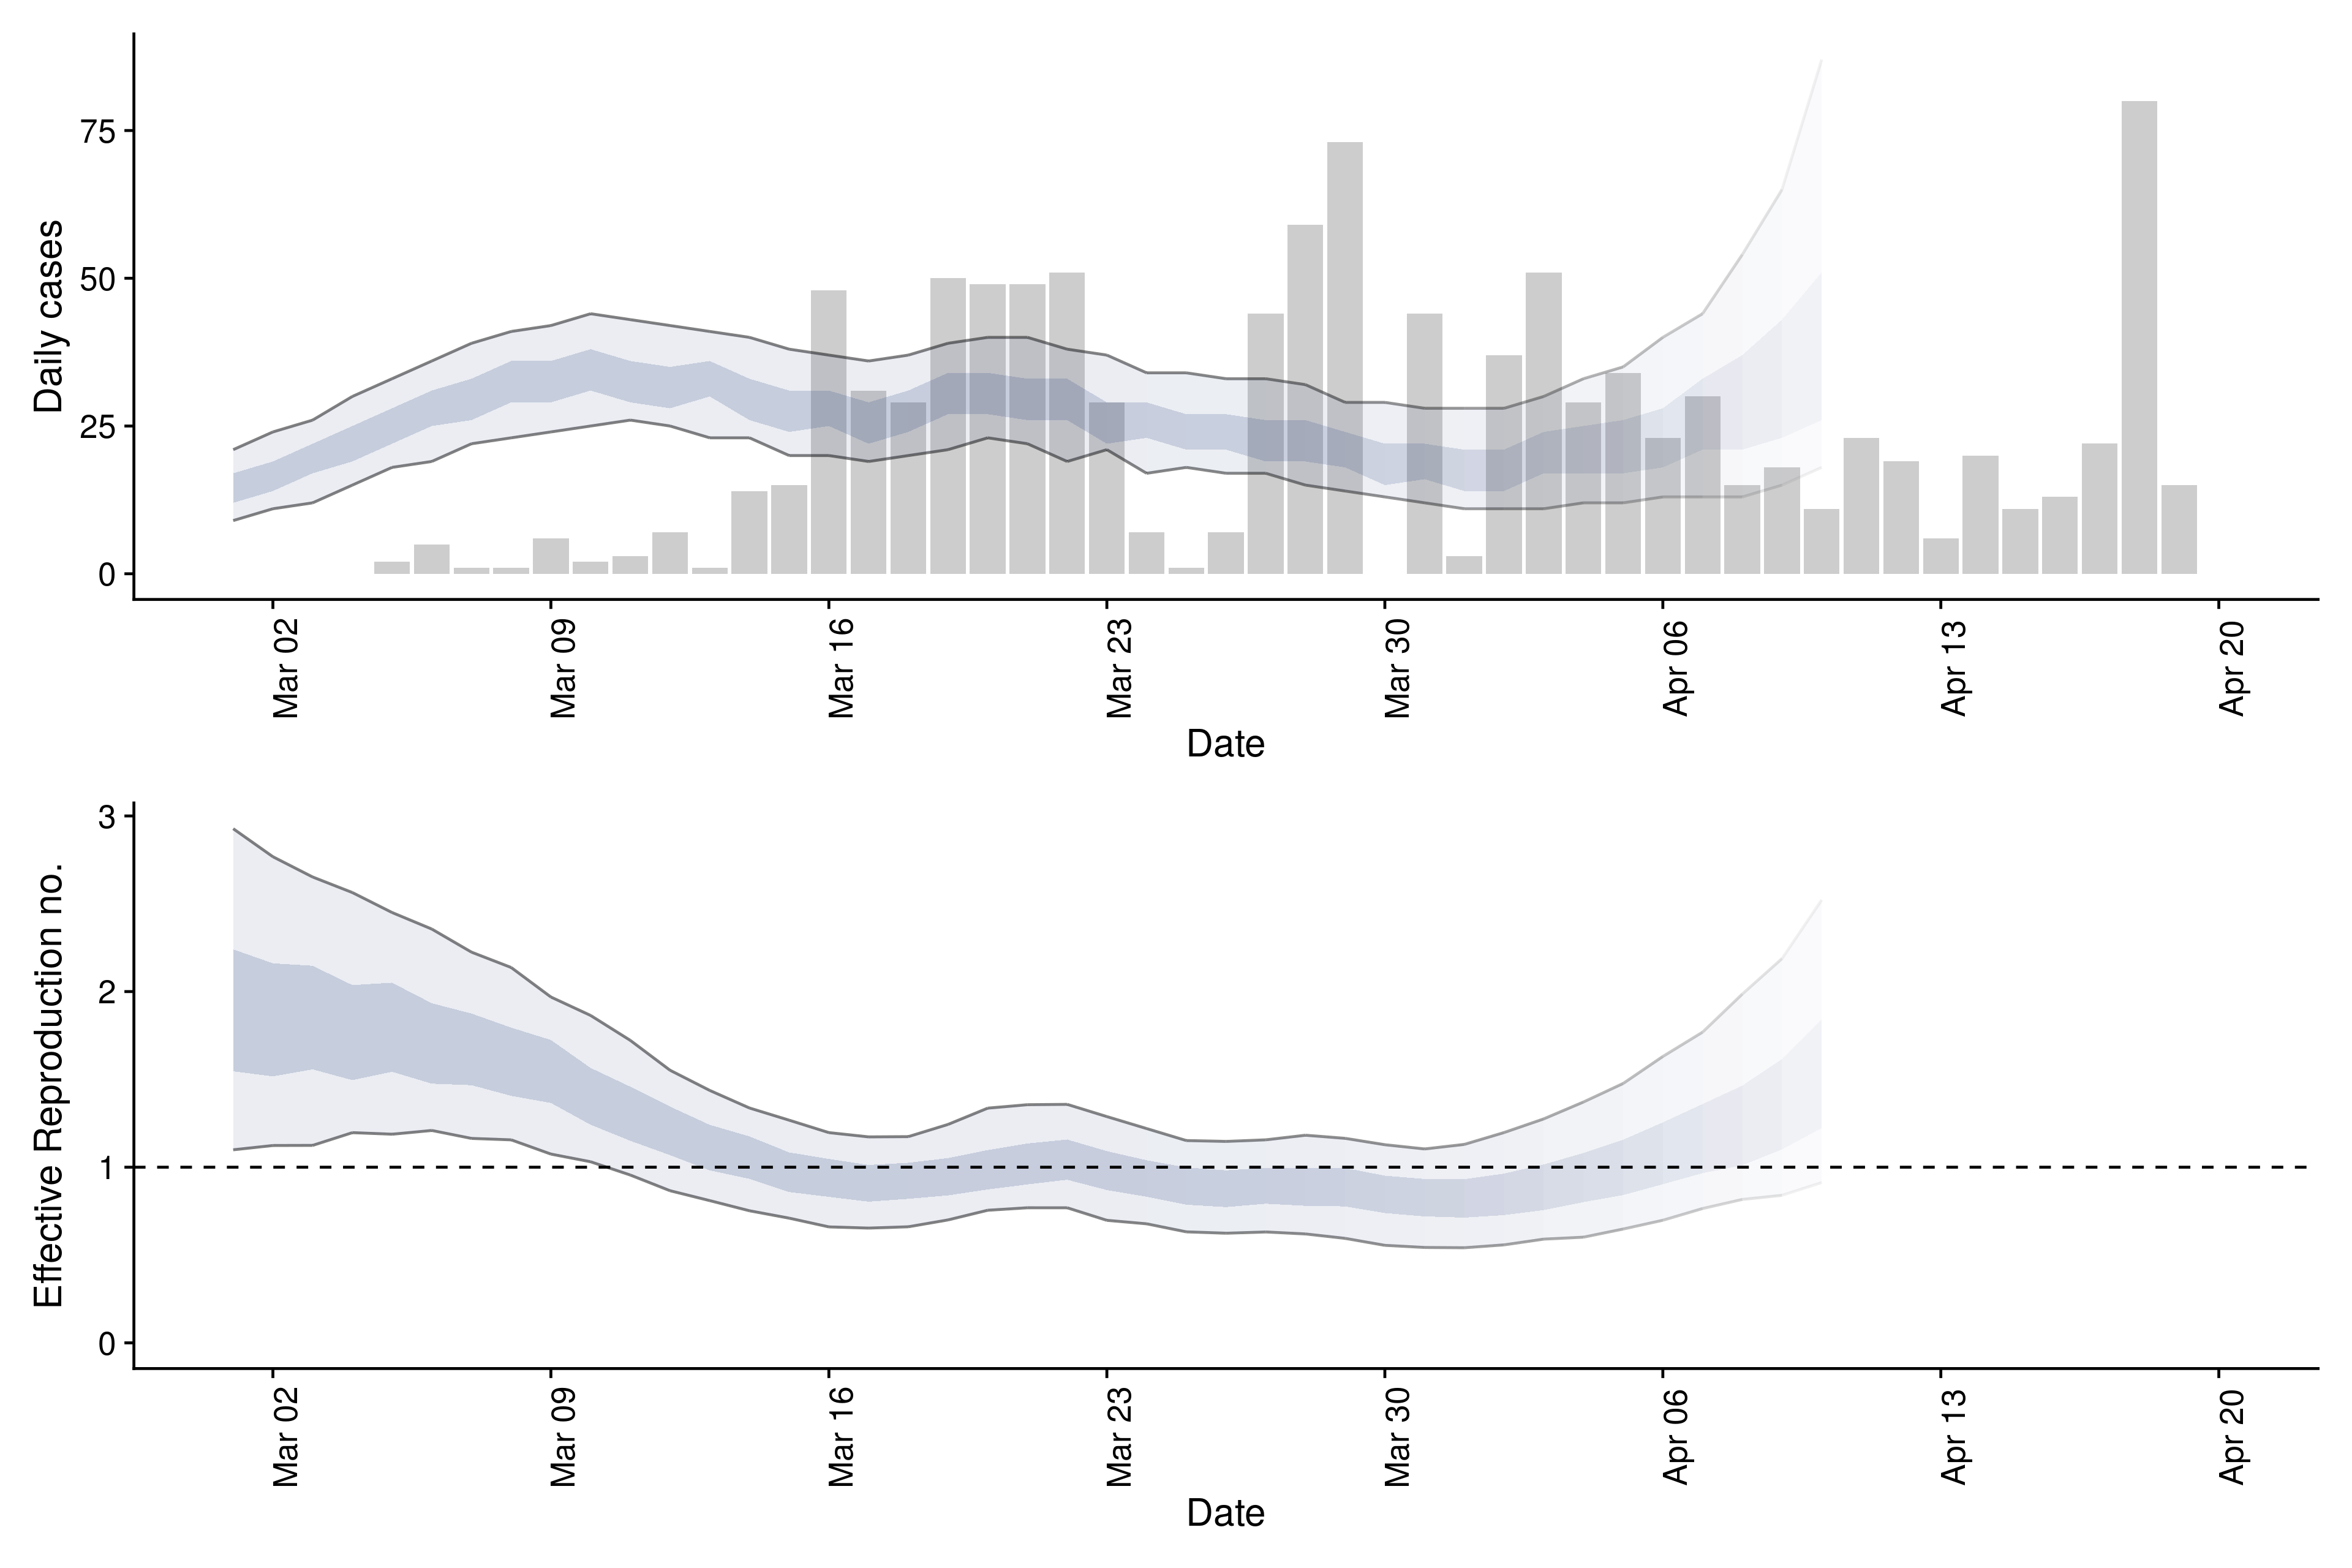 Daily cases
75
50
25
0
Mar 02
Mar 09
Mar 16
Mar 23
Mar 30
Apr 06
Apr 13
Apr 20
Date
Effective Reproduction no.
3
2
1
0
Mar 02
Mar 09
Mar 16
Mar 23
Mar 30
Apr 06
Apr 13
Apr 20
Date